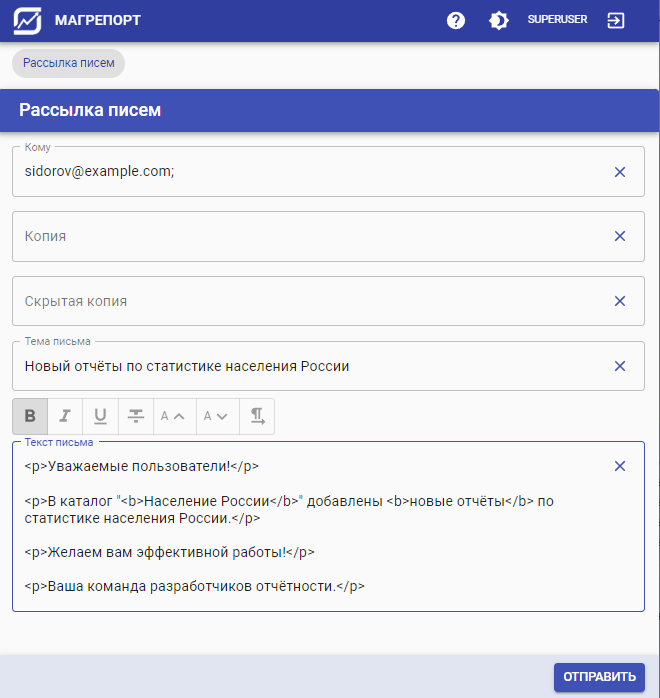 МАГРЕПОРТ
SUPERUSER
Рассылка писем
Рассылка писем
Кому
sidorov@example.com;
Копия
Скрытая копия
Тема письма
Новый отчёты по статистике населения России
B I U S A A ¶
Текст письма
<p>Уважаемые пользователи!</p>
<p>В каталог "<b>Население России</b>" добавлены <b>новые отчёты</b> по
статистике населения России.</p>
<p>Желаем вам эффективной работы!</p>
<p>Ваша команда разработчиков отчётности.</p>
ОТПРАВИТЬ